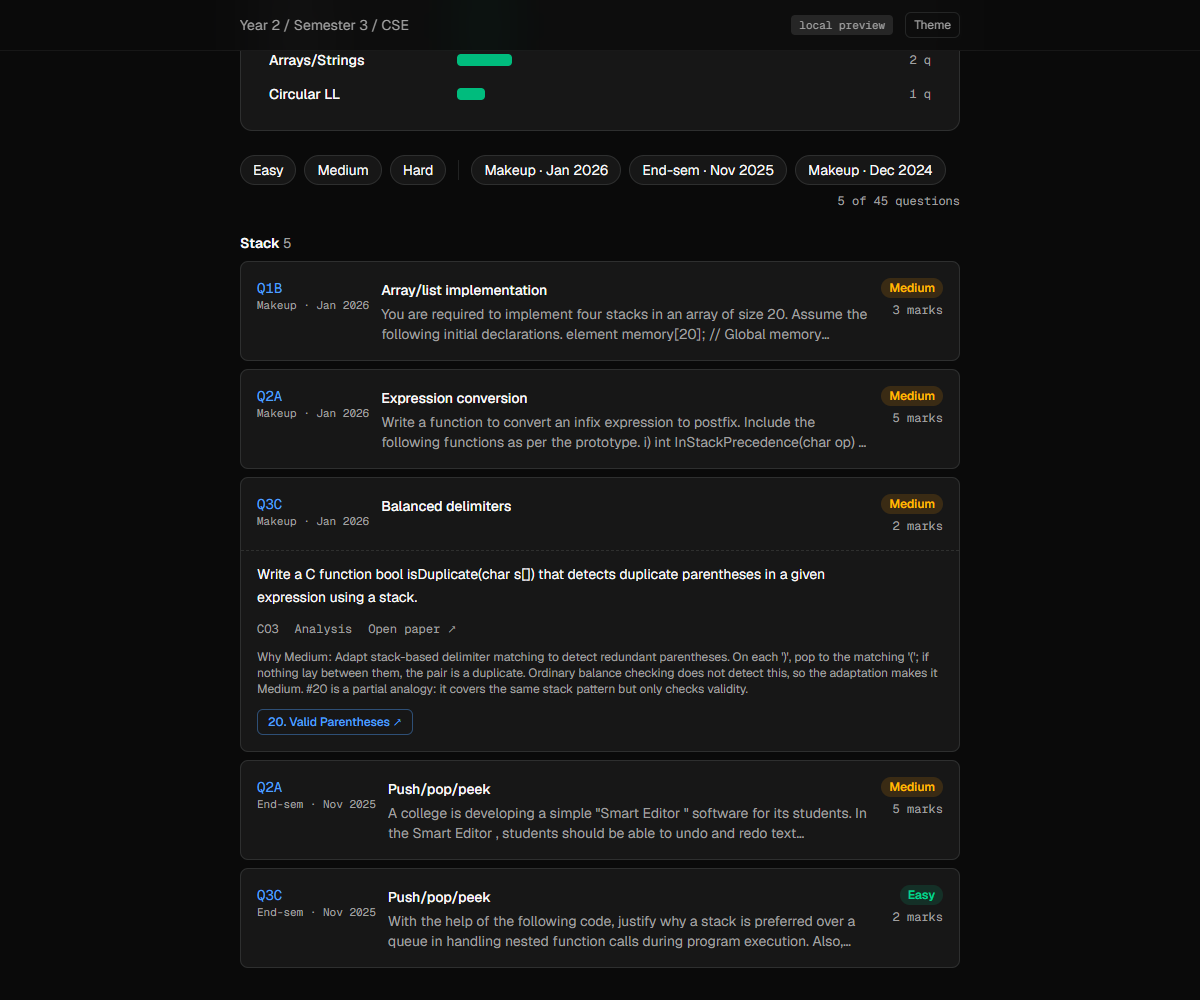 Year 2 / Semester 3 / CSE
local preview
Theme
Arrays/Strings
2 q
Circular LL
1 q
Easy
Medium
Hard
Makeup · Jan 2026
End-sem · Nov 2025
Makeup · Dec 2024
5 of 45 questions
Stack 5
Q1B
Makeup · Jan 2026
Array/list implementation
You are required to implement four stacks in an array of size 20. Assume the
following initial declarations. element memory[20]; // Global memory…
Medium
3 marks
Q2A
Makeup · Jan 2026
Expression conversion
Write a function to convert an infix expression to postfix. Include the
following functions as per the prototype. i) int InStackPrecedence(char op) …
Medium
5 marks
Q3C
Makeup · Jan 2026
Balanced delimiters
Medium
2 marks
Write a C function bool isDuplicate(char s[]) that detects duplicate parentheses in a given
expression using a stack.
CO3 Analysis Open paper ↗
Why Medium: Adapt stack-based delimiter matching to detect redundant parentheses. On each ')', pop to the matching '('; if
nothing lay between them, the pair is a duplicate. Ordinary balance checking does not detect this, so the adaptation makes it
Medium. #20 is a partial analogy: it covers the same stack pattern but only checks validity.
20. Valid Parentheses ↗
Q2A
End-sem · Nov 2025
Push/pop/peek
A college is developing a simple "Smart Editor " software for its students. In
the Smart Editor , students should be able to undo and redo text…
Medium
5 marks
Q3C
End-sem · Nov 2025
Push/pop/peek
With the help of the following code, justify why a stack is preferred over a
queue in handling nested function calls during program execution. Also,…
Easy
2 marks